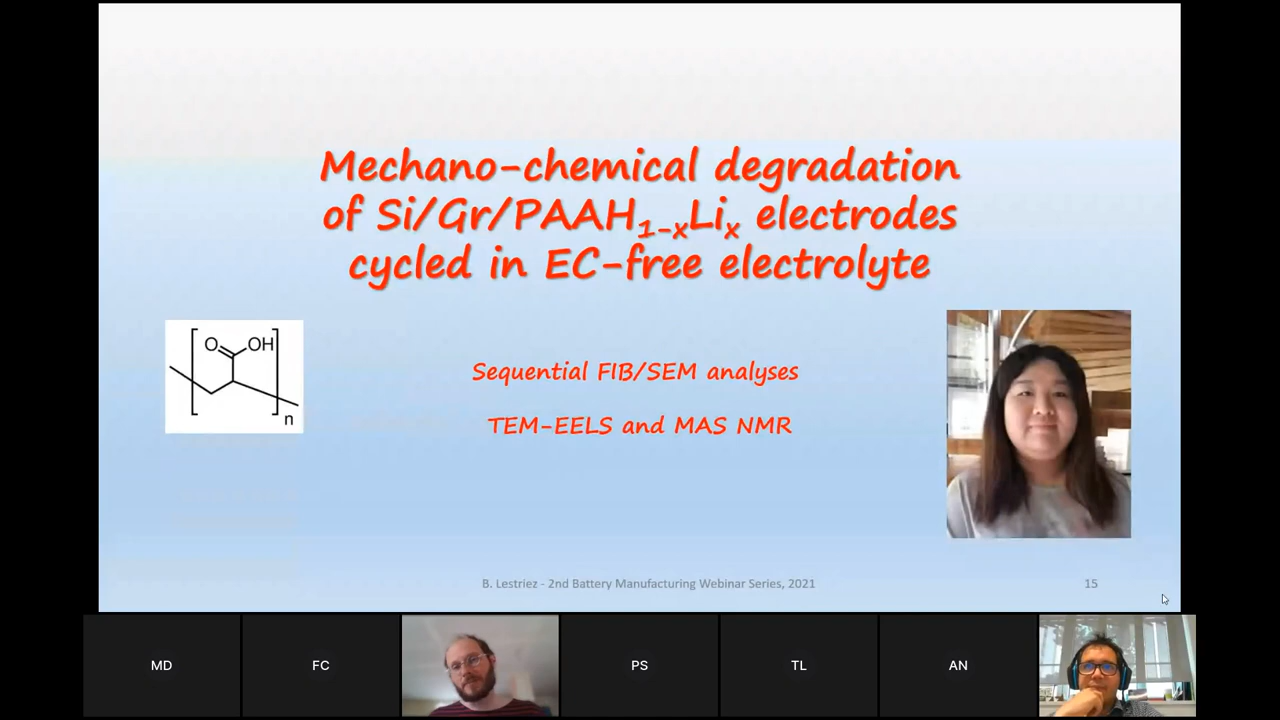 Mechano-chemical degradation
of Si/Gr/PAAH₁₋ₓLiₓ electrodes
cycled in EC-free electrolyte
O OH
n
Sequential FIB/SEM analyses
TEM-EELS and MAS NMR
B. Lestriez - 2nd Battery Manufacturing Webinar Series, 2021
15
MD
FC
PS
TL
AN